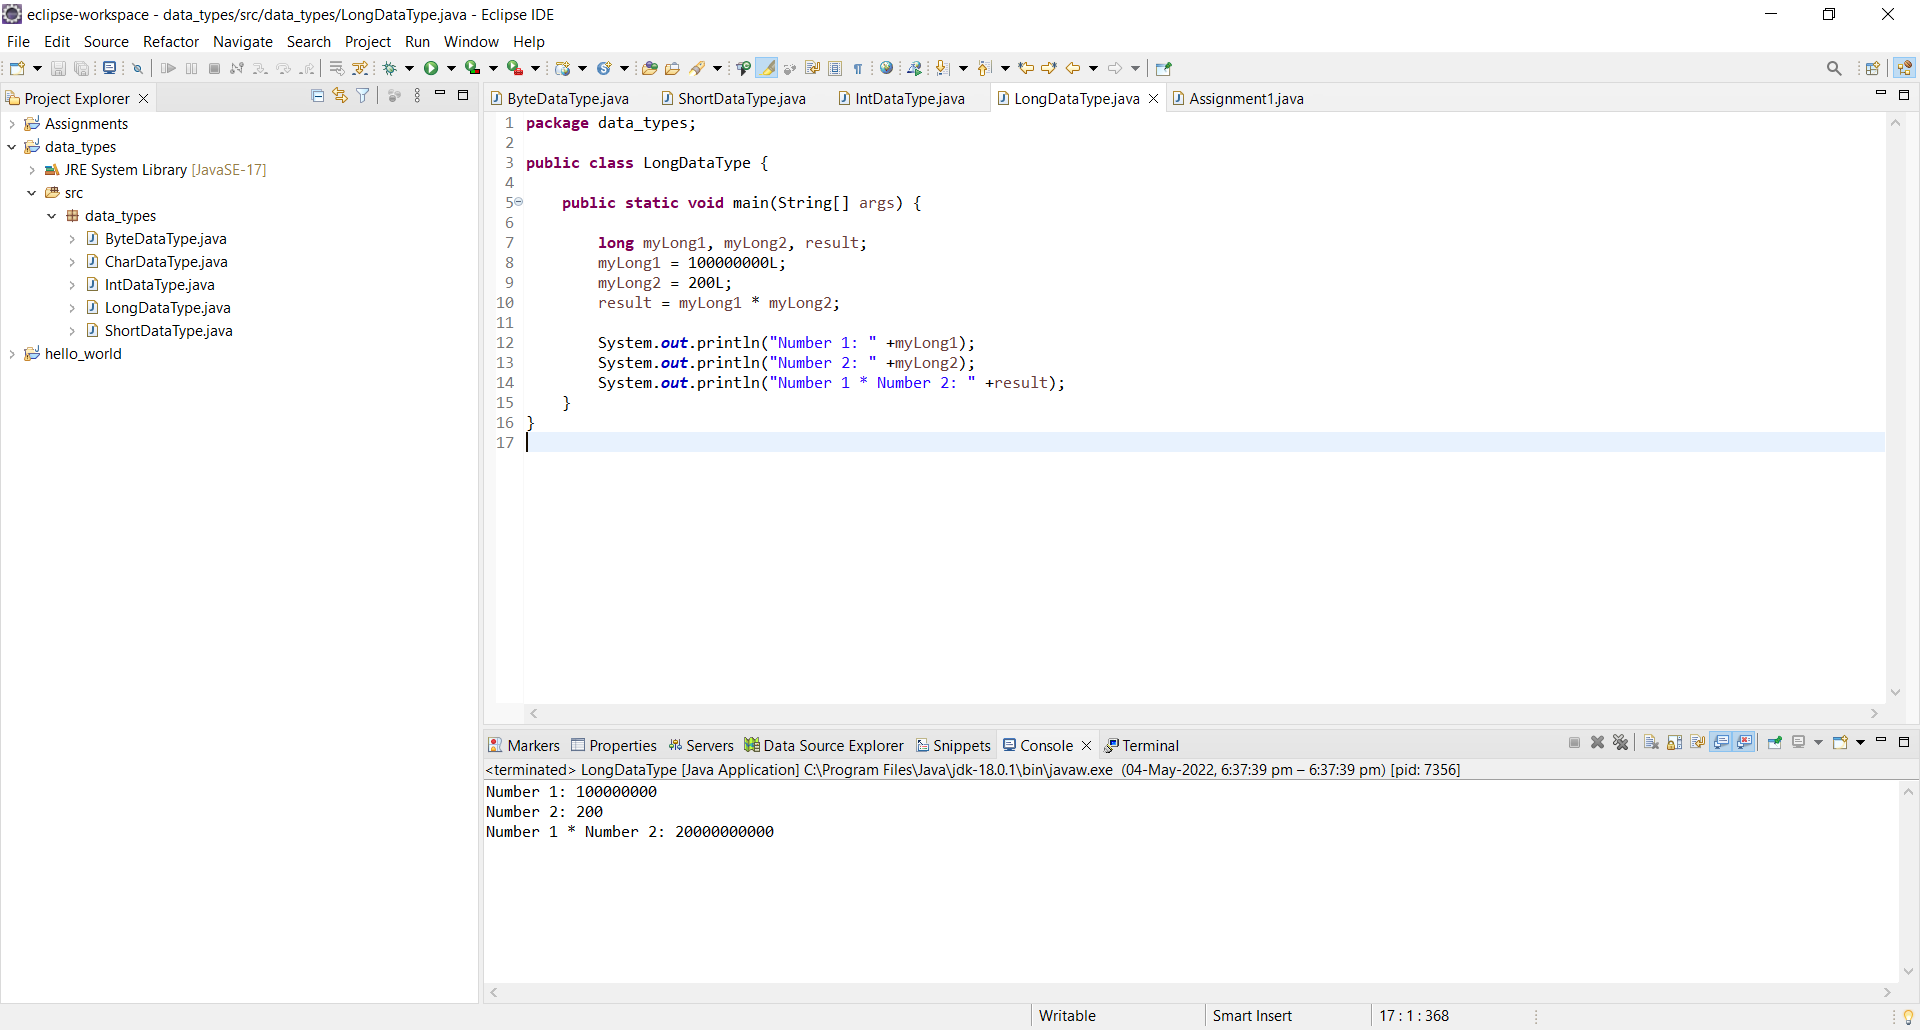 eclipse-workspace - data_types/src/data_types/LongDataType.java - Eclipse IDE
File Edit Source Refactor Navigate Search Project Run Window Help
Project Explorer
Assignments
data_types
JRE System Library [JavaSE-17]
src
data_types
ByteDataType.java
CharDataType.java
IntDataType.java
LongDataType.java
ShortDataType.java
hello_world
ByteDataType.java ShortDataType.java IntDataType.java LongDataType.java Assignment1.java
1 package data_types;
2
3 public class LongDataType {
4
5     public static void main(String[] args) {
6
7         long myLong1, myLong2, result;
8         myLong1 = 100000000L;
9         myLong2 = 200L;
10         result = myLong1 * myLong2;
11
12         System.out.println("Number 1: " +myLong1);
13         System.out.println("Number 2: " +myLong2);
14         System.out.println("Number 1 * Number 2: " +result);
15     }
16 }
17
Markers Properties Servers Data Source Explorer Snippets Console Terminal
<terminated> LongDataType [Java Application] C:\Program Files\Java\jdk-18.0.1\bin\javaw.exe (04-May-2022, 6:37:39 pm – 6:37:39 pm) [pid: 7356]
Number 1: 100000000
Number 2: 200
Number 1 * Number 2: 20000000000
Writable Smart Insert 17 : 1 : 368